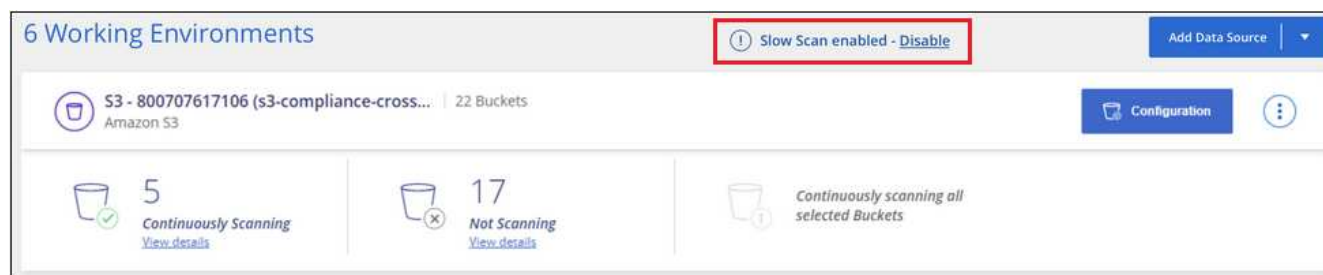 6 Working Environments
Slow Scan enabled - Disable
Add Data Source
S3 - 800707617106 (s3-compliance-cross... 22 Buckets
Amazon S3
Configuration
5
Continuously Scanning
View details
17
Not Scanning
View details
Continuously scanning all
selected Buckets